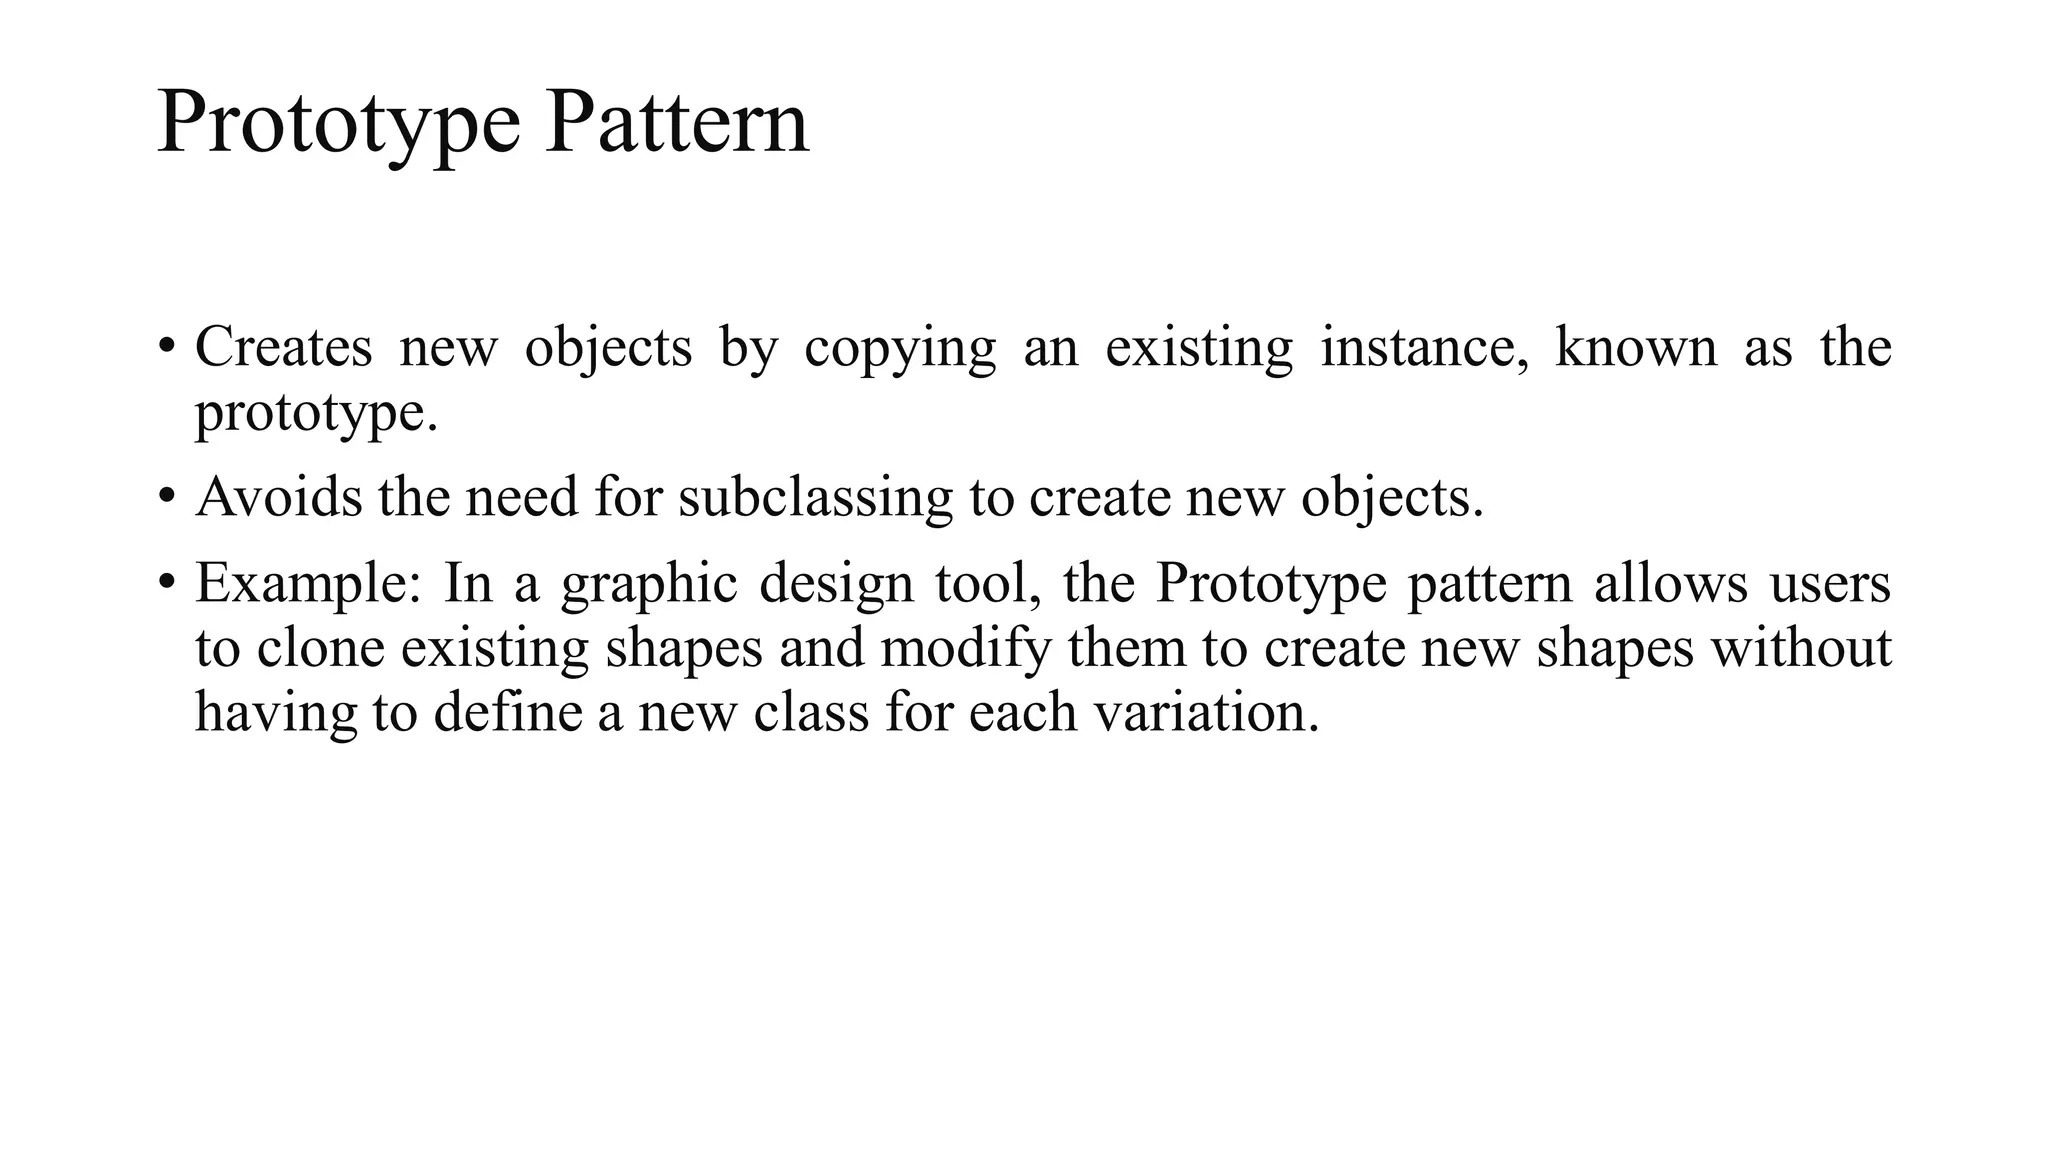 Prototype Pattern
• Creates new objects by copying an existing instance, known as the
prototype.
• Avoids the need for subclassing to create new objects.
• Example: In a graphic design tool, the Prototype pattern allows users
to clone existing shapes and modify them to create new shapes without
having to define a new class for each variation.